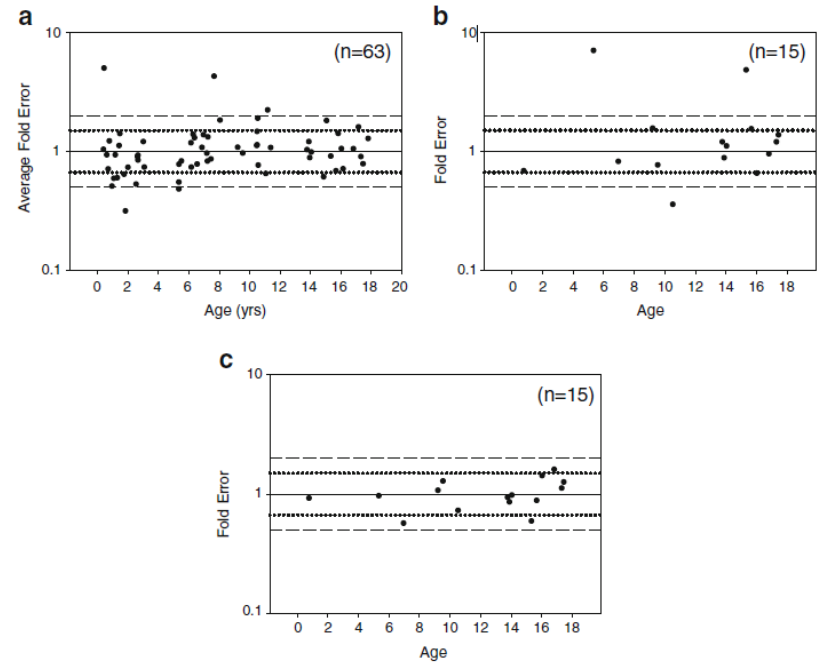 a
(n=63)
Average Fold Error
10
1
0.1
0 2 4 6 8 10 12 14 16 18 20
Age (yrs)
b
(n=15)
Fold Error
10
1
0.1
0 2 4 6 8 10 12 14 16 18
Age
c
(n=15)
Fold Error
10
1
0.1
0 2 4 6 8 10 12 14 16 18
Age